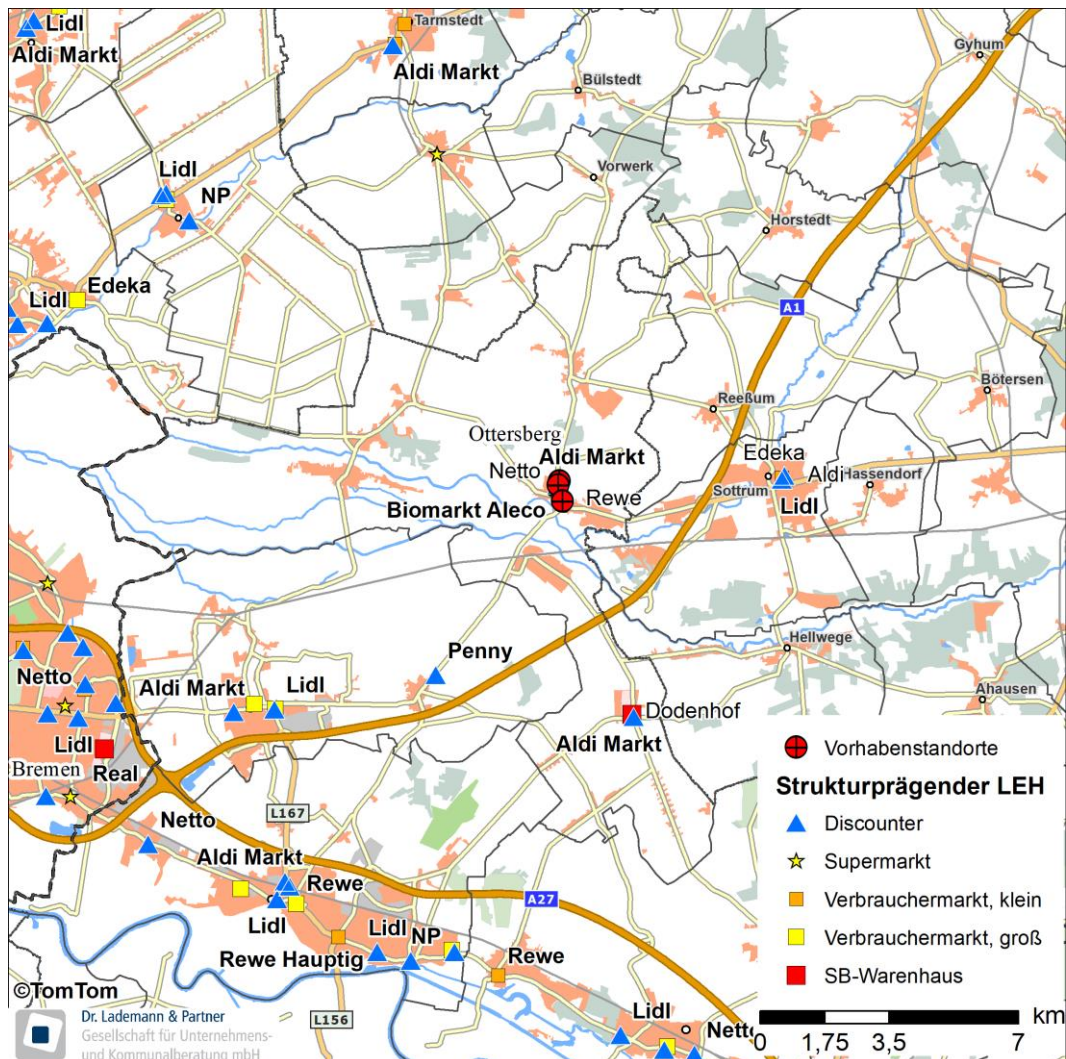 Lidl
Aldi Markt
Tarmstedt
Aldi Markt
Gyhum
Bülstedt
Vorwerk
Lidl
NP
Horstedt
Edeka
Lidl
A1
Bötersen
Reeßum
Ottersberg
Aldi Markt
Netto
Edeka
Aldi
Hassendorf
Sottrum
Rewe
Biomarkt Aleco
Lidl
Hellwege
Penny
Netto
Aldi Markt
Lidl
Ahausen
Dodenhof
Aldi Markt
Lidl
Real
Bremen
Netto
L167
Aldi Markt
Rewe
A27
Lidl
Lidl
NP
Rewe Hauptig
Rewe
L156
Lidl
Netto
Vorhabenstandorte
Strukturprägender LEH
Discounter
Supermarkt
Verbrauchermarkt, klein
Verbrauchermarkt, groß
SB-Warenhaus
km
0 1,75 3,5 7
©TomTom
Dr. Lademann & Partner
Gesellschaft für Unternehmens-
und Kommunalberatung mbH